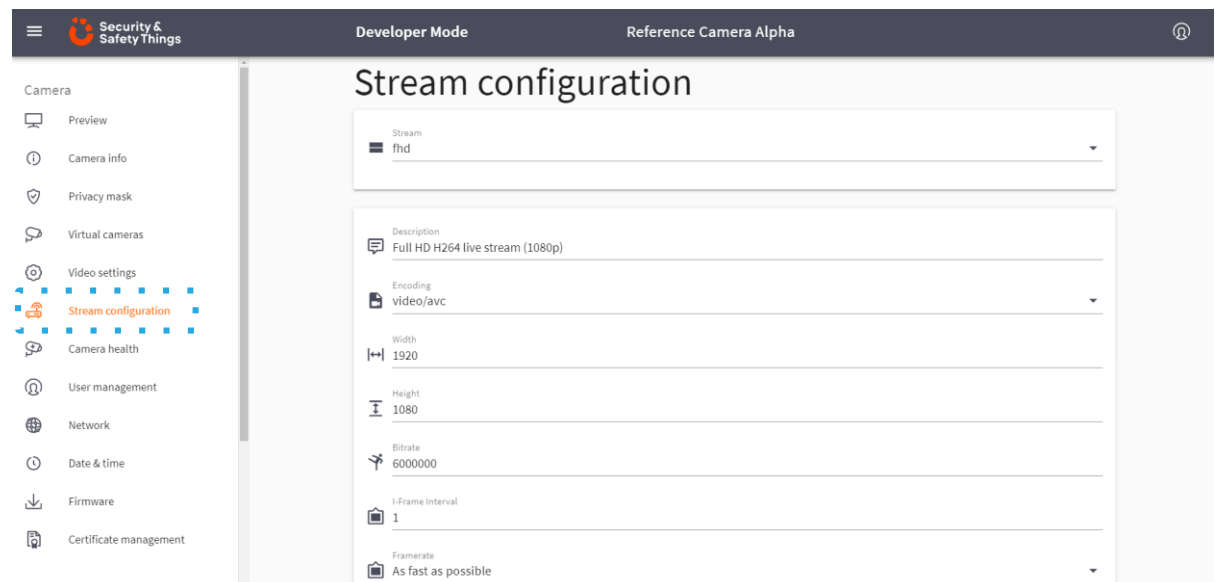 Security &
Safety Things
Developer Mode
Reference Camera Alpha
Camera
Preview
Camera info
Privacy mask
Virtual cameras
Video settings
Stream configuration
Camera health
User management
Network
Date & time
Firmware
Certificate management
Stream configuration
Stream
fhd
Description
Full HD H264 live stream (1080p)
Encoding
video/avc
Width
1920
Height
1080
Bitrate
6000000
I-Frame Interval
1
Framerate
As fast as possible